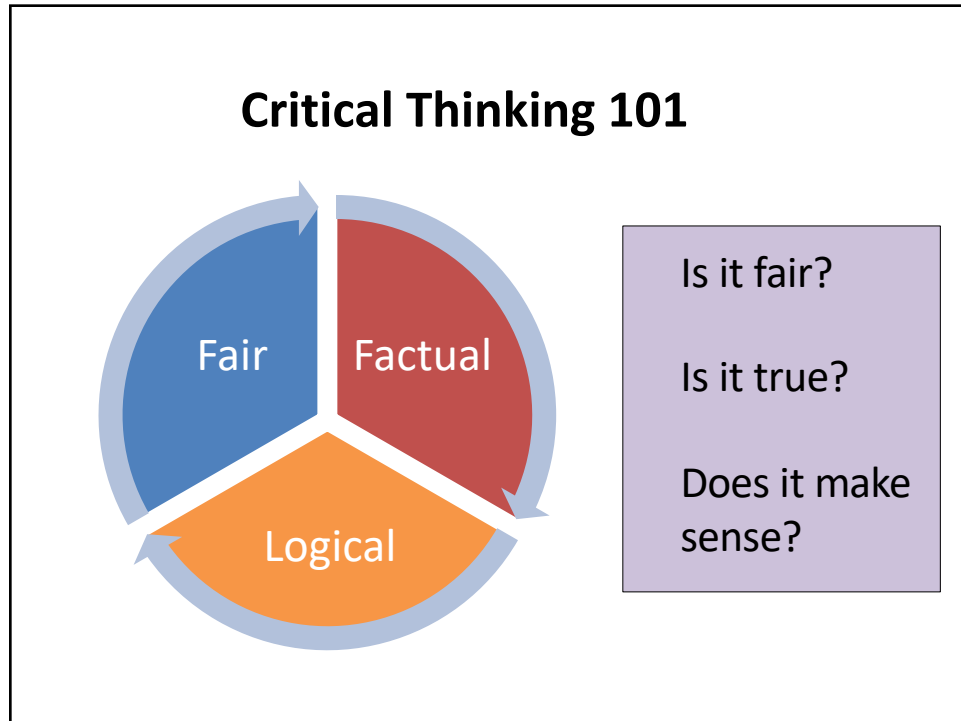 Critical Thinking 101
Fair
Factual
Logical
Is it fair?
Is it true?
Does it make
sense?